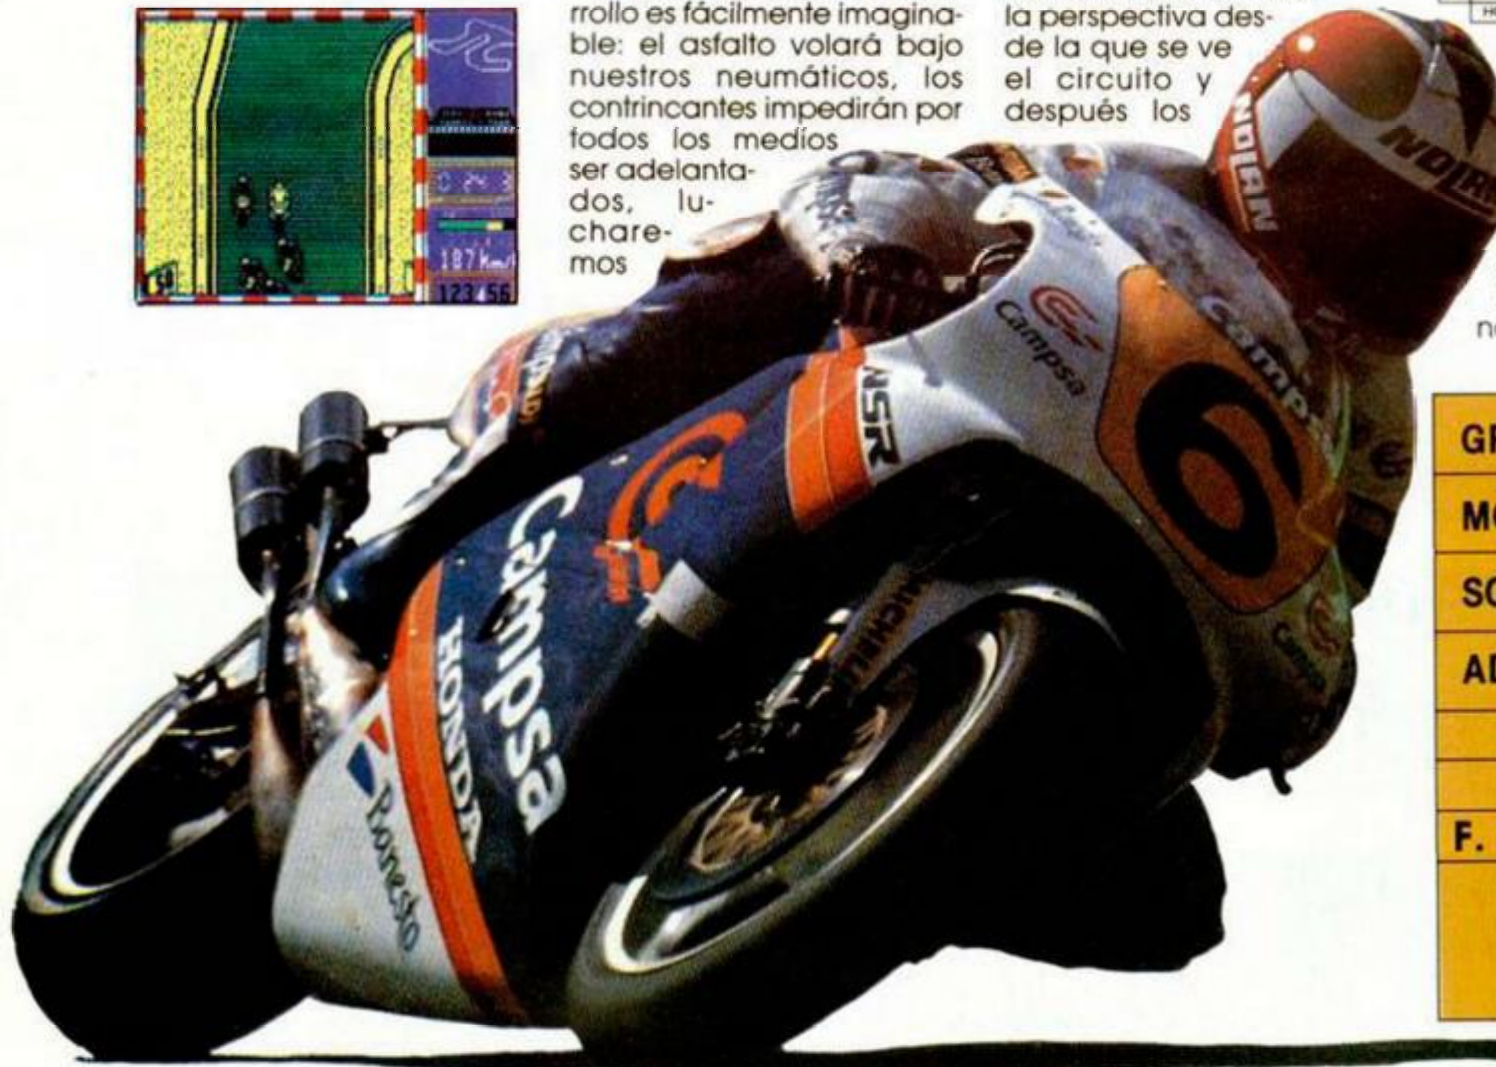 rrollo es fácilmente imagina-
ble: el asfalto volará bajo
nuestros neumáticos, los
contrincantes impedirán por
todos los medios
ser adelanta-
dos, lu-
chare-
mos
la perspectiva des-
de la que se ve
el circuito y
después los
187 Km/
123456
NOLAN
NOLAN
Campsa
Campsa
NSR
6
Campsa
HONDA
MICHELIN
Campsa
Banesto
F.